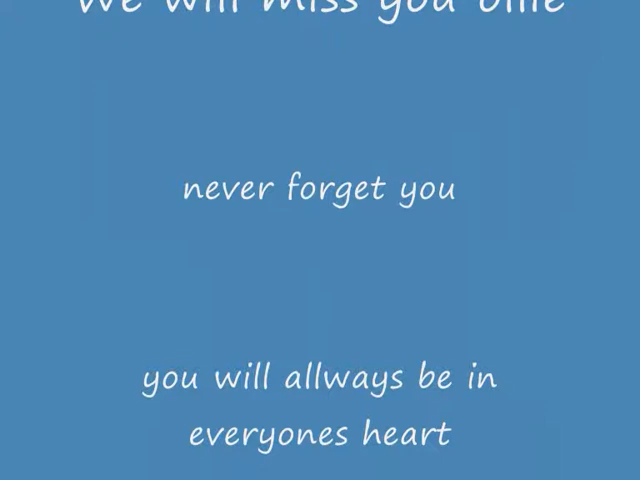 We will miss you ollie
never forget you
you will allways be in
everyones heart